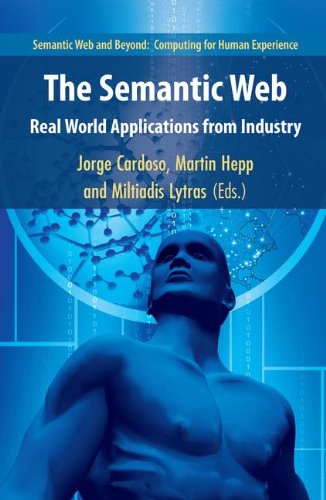 Semantic Web and Beyond: Computing for Human Experience
The Semantic Web
Real World Applications from Industry
Jorge Cardoso, Martin Hepp
and Miltiadis Lytras (Eds.)